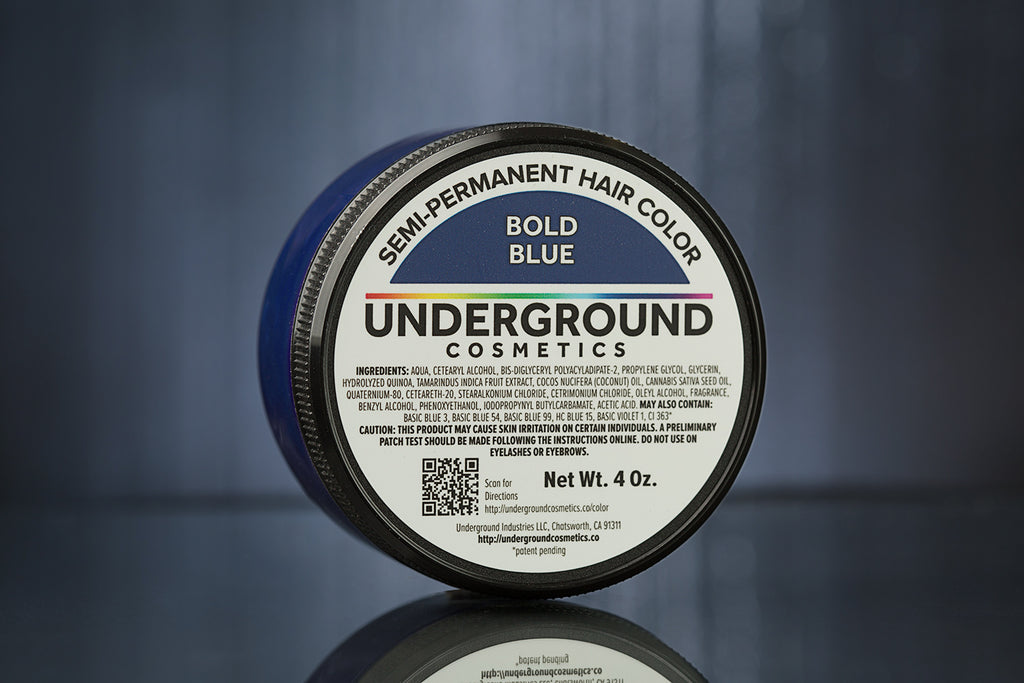 SEMI-PERMANENT HAIR COLOR
BOLD
BLUE
UNDERGROUND
COSMETICS
INGREDIENTS: AQUA, CETEARYL ALCOHOL, BIS-DIGLYCERYL POLYACYLADIPATE-2, PROPYLENE GLYCOL, GLYCERIN,
HYDROLYZED QUINOA, TAMARINDUS INDICA FRUIT EXTRACT, COCOS NUCIFERA (COCONUT) OIL, CANNABIS SATIVA SEED OIL,
QUATERNIUM-80, CETEARETH-20, STEARALKONIUM CHLORIDE, CETRIMONIUM CHLORIDE, OLEYL ALCOHOL, FRAGRANCE,
BENZYL ALCOHOL, PHENOXYETHANOL, IODOPROPYNYL BUTYLCARBAMATE, ACETIC ACID. MAY ALSO CONTAIN:
BASIC BLUE 3, BASIC BLUE 54, BASIC BLUE 99, HC BLUE 15, BASIC VIOLET 1, CI 363*
CAUTION: THIS PRODUCT MAY CAUSE SKIN IRRITATION ON CERTAIN INDIVIDUALS. A PRELIMINARY
PATCH TEST SHOULD BE MADE FOLLOWING THE INSTRUCTIONS ONLINE. DO NOT USE ON
EYELASHES OR EYEBROWS.
Scan for
Directions
http://undergroundcosmetics.co/color
Net Wt. 4 Oz.
Underground Industries LLC, Chatsworth, CA 91311
http://undergroundcosmetics.co
*patent pending